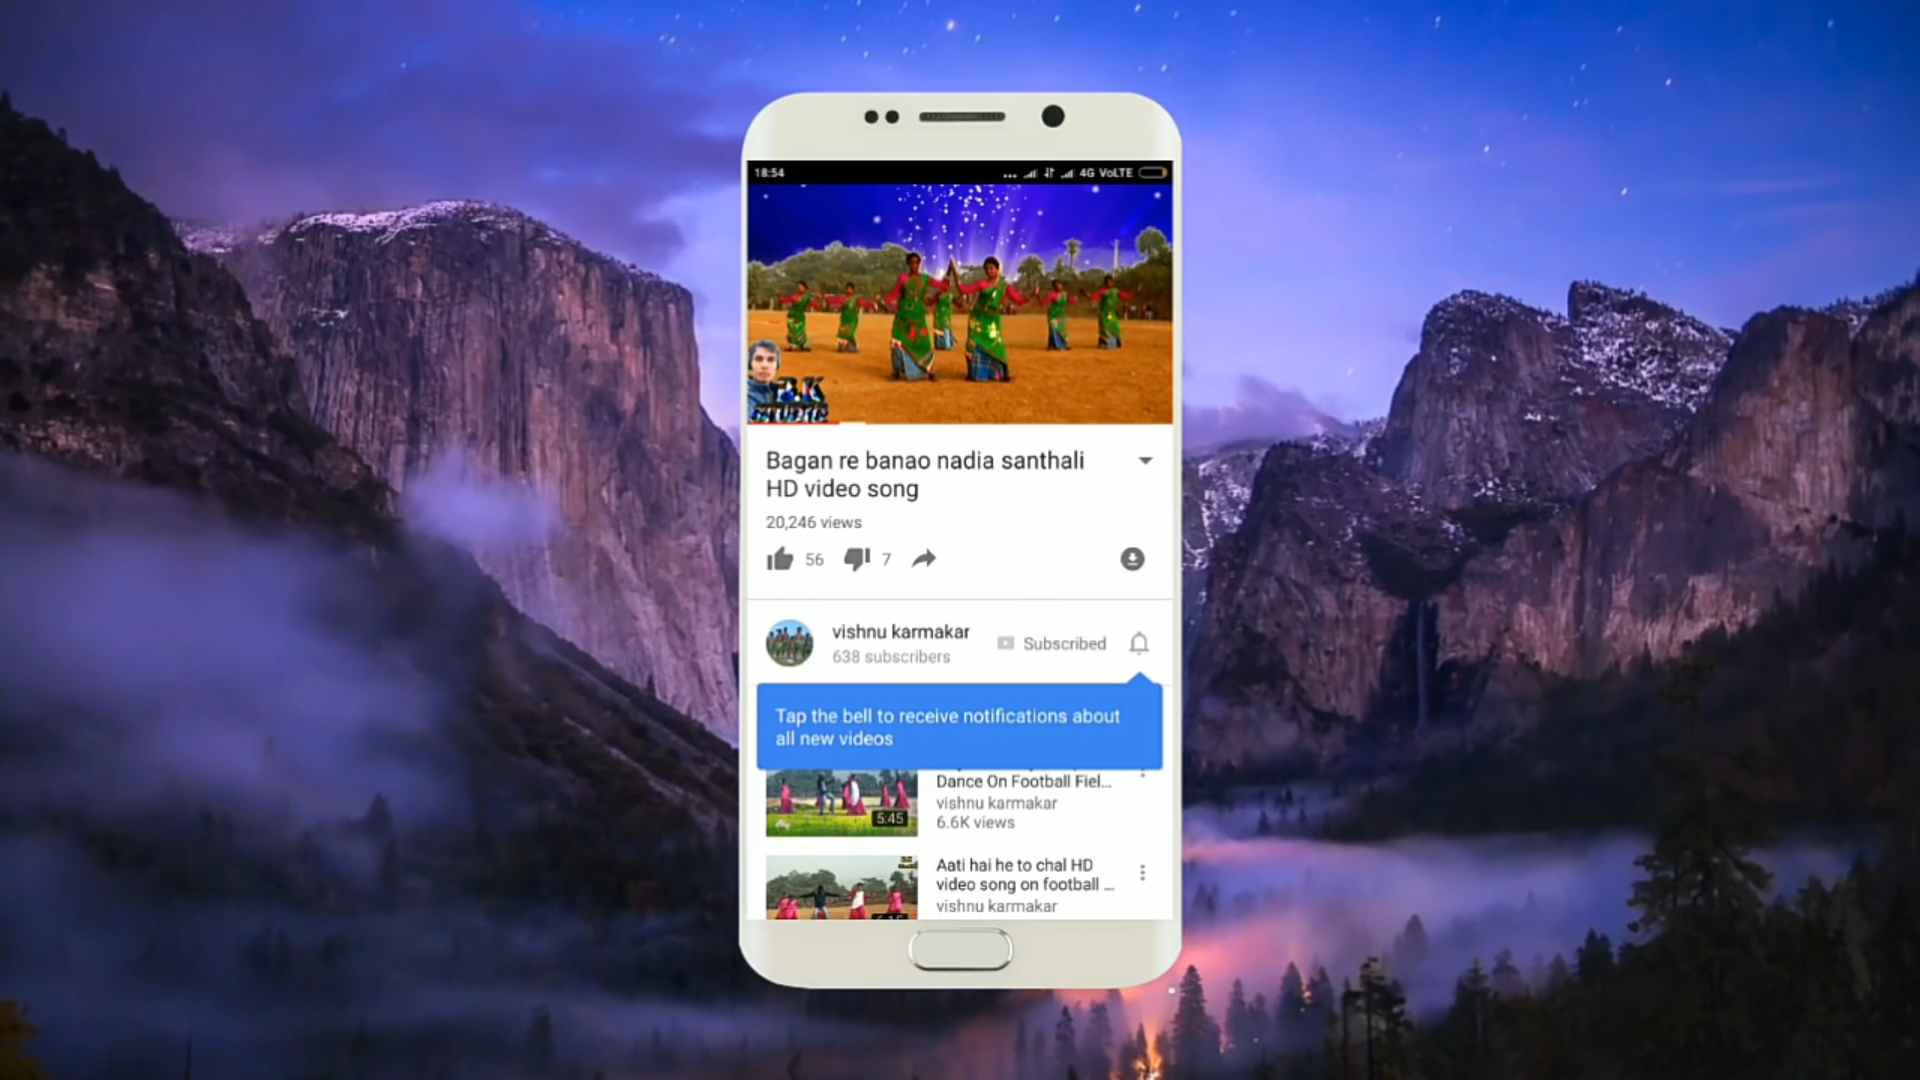 18:54
4G VoLTE
BK
STUDIO
Bagan re banao nadia santhali
HD video song
20,246 views
56
7
vishnu karmakar
638 subscribers
Subscribed
Tap the bell to receive notifications about
all new videos
Dance On Football Fiel...
vishnu karmakar
6.6K views
5:45
Aati hai he to chal HD
video song on football ...
vishnu karmakar